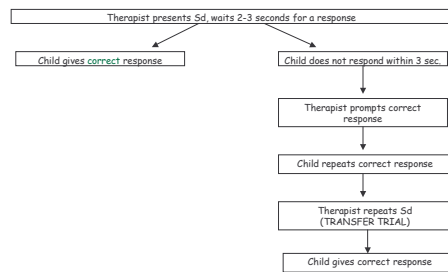 Therapist presents Sd, waits 2-3 seconds for a response
Child gives correct response
Child does not respond within 3 sec.
Therapist prompts correct
response
Child repeats correct response
Therapist repeats Sd
(TRANSFER TRIAL)
Child gives correct response